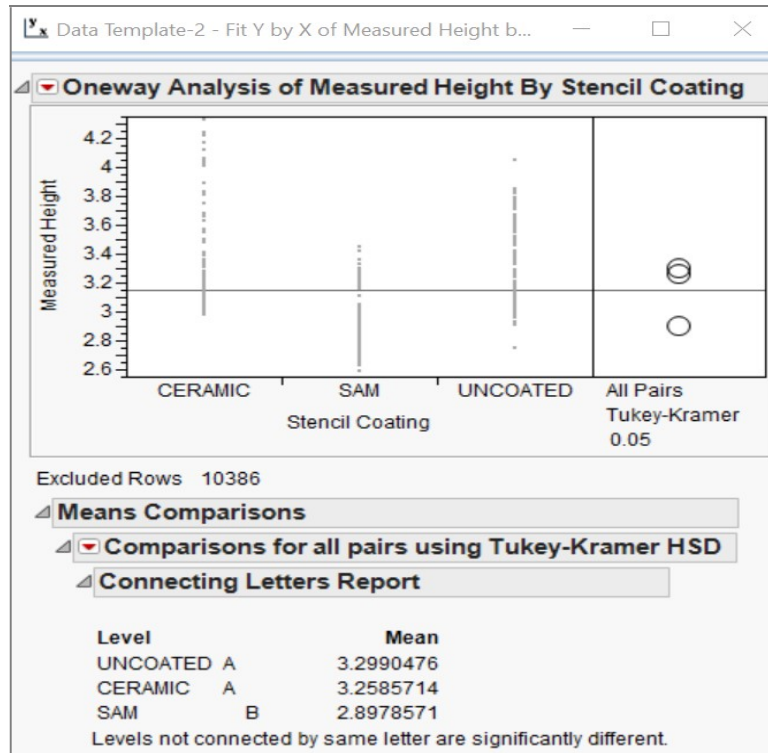 Data Template-2 - Fit Y by X of Measured Height b...
Oneway Analysis of Measured Height By Stencil Coating
Measured Height
4.2
4
3.8
3.6
3.4
3.2
3
2.8
2.6
CERAMIC SAM UNCOATED All Pairs
Stencil Coating Tukey-Kramer
0.05
Excluded Rows 10386
Means Comparisons
Comparisons for all pairs using Tukey-Kramer HSD
Connecting Letters Report
Level Mean
UNCOATED A 3.2990476
CERAMIC A 3.2585714
SAM B 2.8978571
Levels not connected by same letter are significantly different.